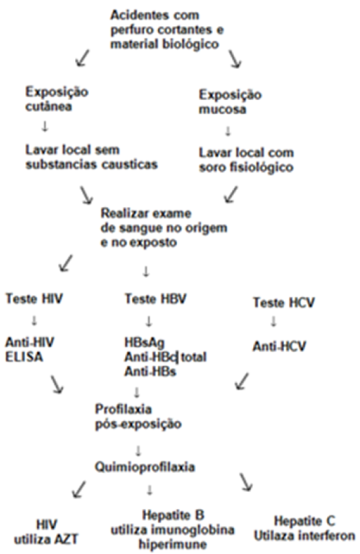 Acidentes com
perfuro cortantes e
material biológico
Exposição
cutânea
Exposição
mucosa
Lavar local sem
substancias causticas
Lavar local com
soro fisiológico
Realizar exame
de sangue no origem
e no exposto
Teste HIV
Teste HBV
Teste HCV
Anti-HIV
ELISA
HBsAg
Anti-HBc total
Anti-HBs
Anti-HCV
Profilaxia
pós-exposição
Quimioprofilaxia
HIV
utiliza AZT
Hepatite B
utiliza imunoglobina
hiperimune
Hepatite C
Utilaza interferon